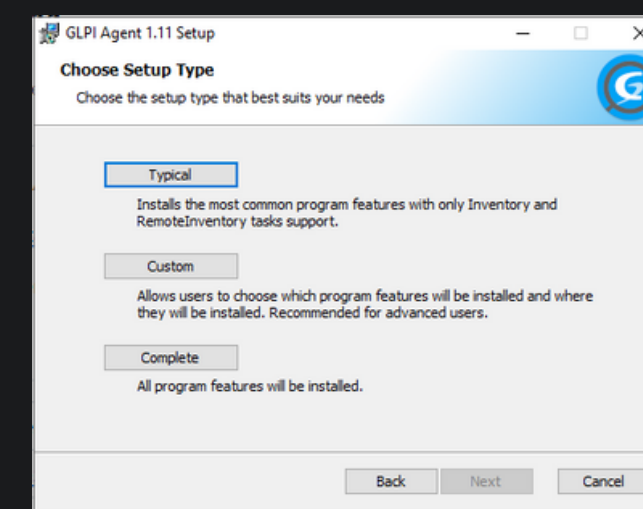 GLPI Agent 1.11 Setup
Choose Setup Type
Choose the setup type that best suits your needs
Typical
Installs the most common program features with only Inventory and
RemoteInventory tasks support.
Custom
Allows users to choose which program features will be installed and where
they will be installed. Recommended for advanced users.
Complete
All program features will be installed.
Back Next Cancel